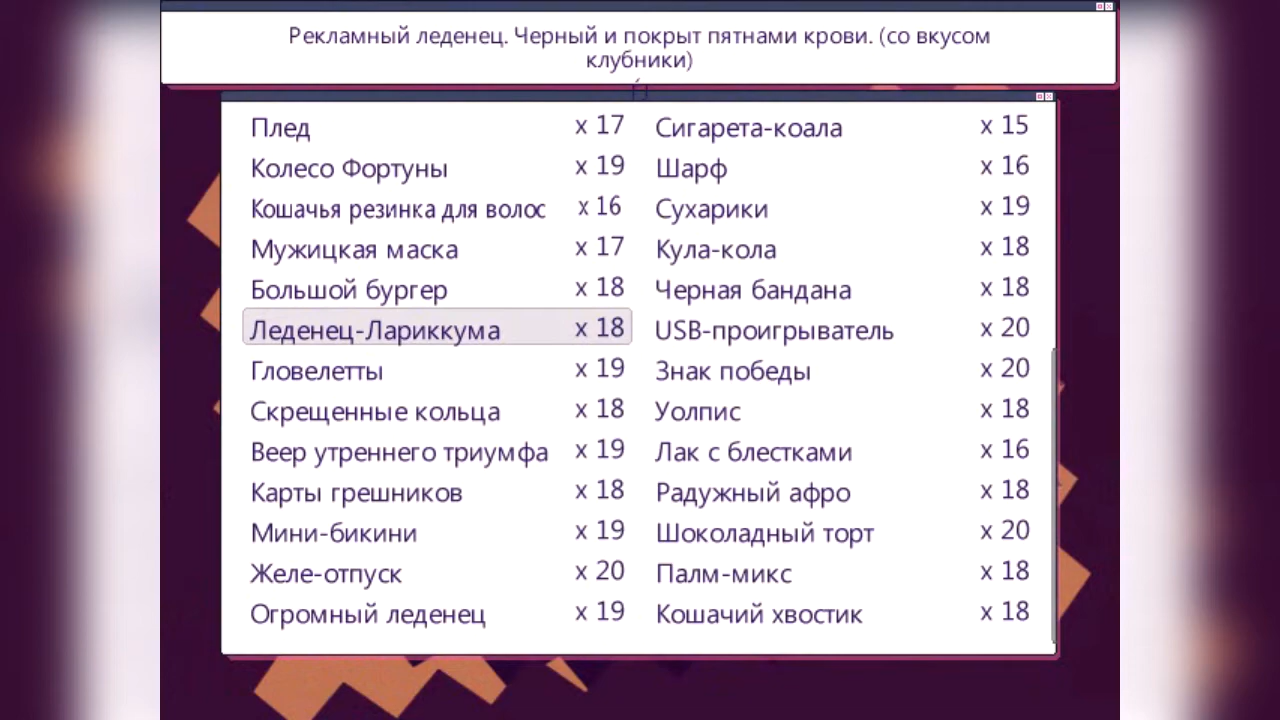 Рекламный леденец. Черный и покрыт пятнами крови. (со вкусом
клубники)
Плед x 17 Сигарета-коала x 15
Колесо Фортуны x 19 Шарф x 16
Кошачья резинка для волос x 16 Сухарики x 19
Мужицкая маска x 17 Кула-кола x 18
Большой бургер x 18 Черная бандана x 18
Леденец-Лариккума x 18 USB-проигрыватель x 20
Гловелетты x 19 Знак победы x 20
Скрещенные кольца x 18 Уолпис x 18
Веер утреннего триумфа x 19 Лак с блестками x 16
Карты грешников x 18 Радужный афро x 18
Мини-бикини x 19 Шоколадный торт x 20
Желе-отпуск x 20 Палм-микс x 18
Огромный леденец x 19 Кошачий хвостик x 18